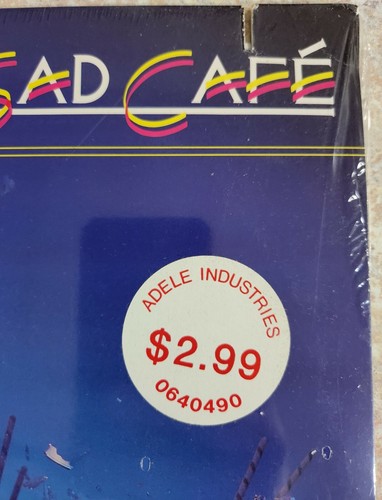 SAD CAFÉ
ADELE INDUSTRIES
$2.99
0640490